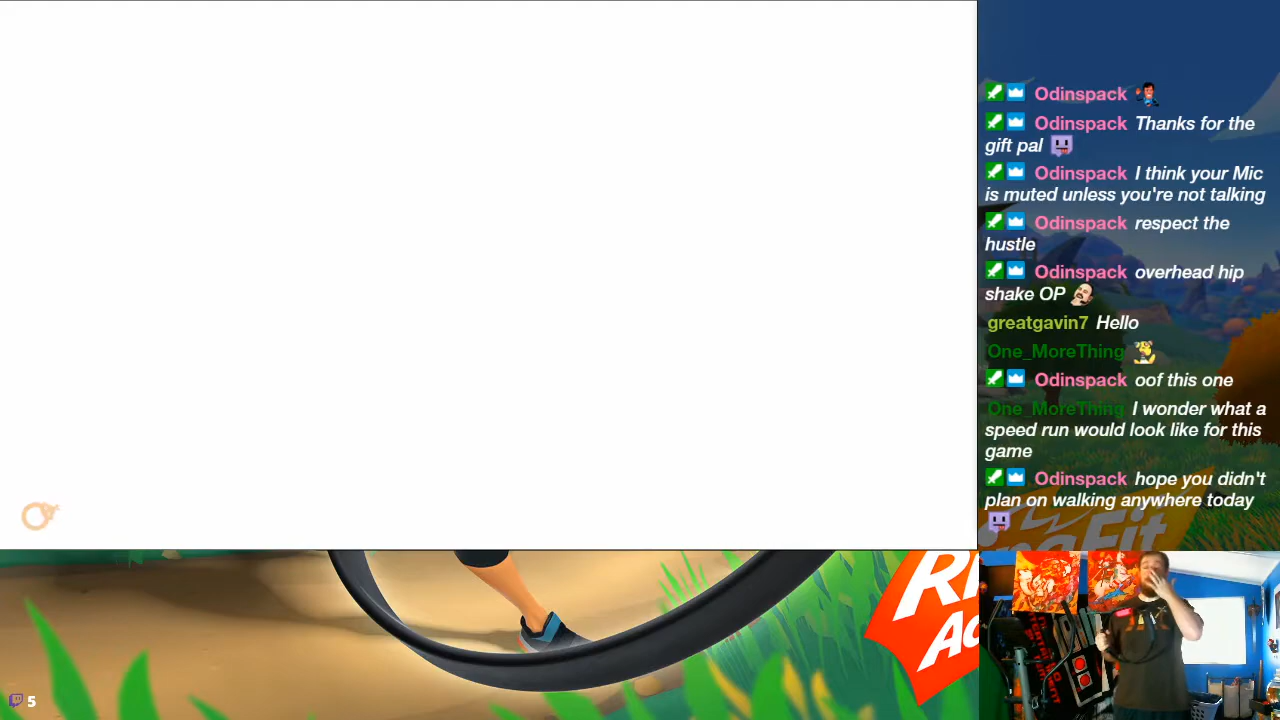 Odinspack
Odinspack Thanks for the
gift pal
Odinspack I think your Mic
is muted unless you're not talking
Odinspack respect the
hustle
Odinspack overhead hip
shake OP
greatgavin7 Hello
One_MoreThing
Odinspack oof this one
One_MoreThing I wonder what a
speed run would look like for this
game
Odinspack hope you didn't
plan on walking anywhere today
5